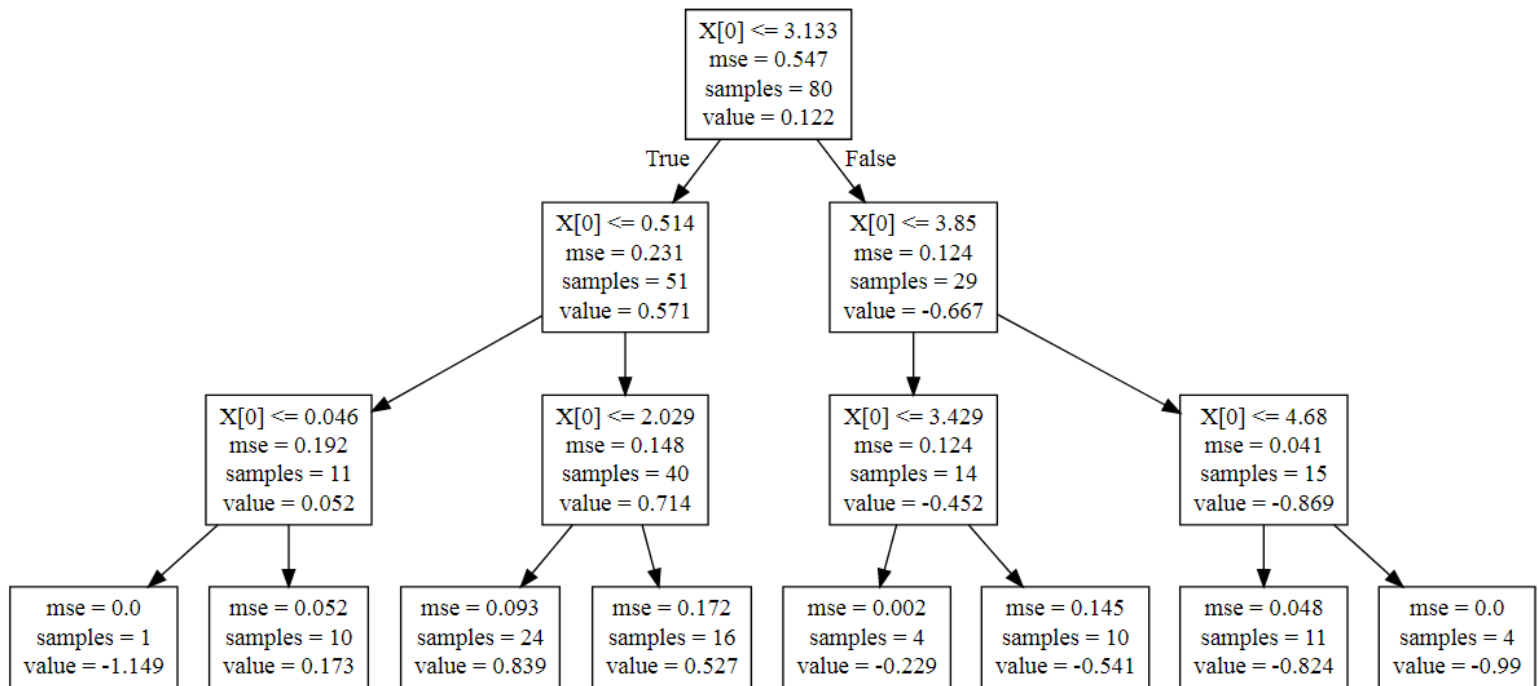 X[0] <= 3.133
mse = 0.547
samples = 80
value = 0.122
True
False
X[0] <= 0.514
mse = 0.231
samples = 51
value = 0.571
X[0] <= 3.85
mse = 0.124
samples = 29
value = -0.667
X[0] <= 0.046
mse = 0.192
samples = 11
value = 0.052
X[0] <= 2.029
mse = 0.148
samples = 40
value = 0.714
X[0] <= 3.429
mse = 0.124
samples = 14
value = -0.452
X[0] <= 4.68
mse = 0.041
samples = 15
value = -0.869
mse = 0.0
samples = 1
value = -1.149
mse = 0.052
samples = 10
value = 0.173
mse = 0.093
samples = 24
value = 0.839
mse = 0.172
samples = 16
value = 0.527
mse = 0.002
samples = 4
value = -0.229
mse = 0.145
samples = 10
value = -0.541
mse = 0.048
samples = 11
value = -0.824
mse = 0.0
samples = 4
value = -0.99